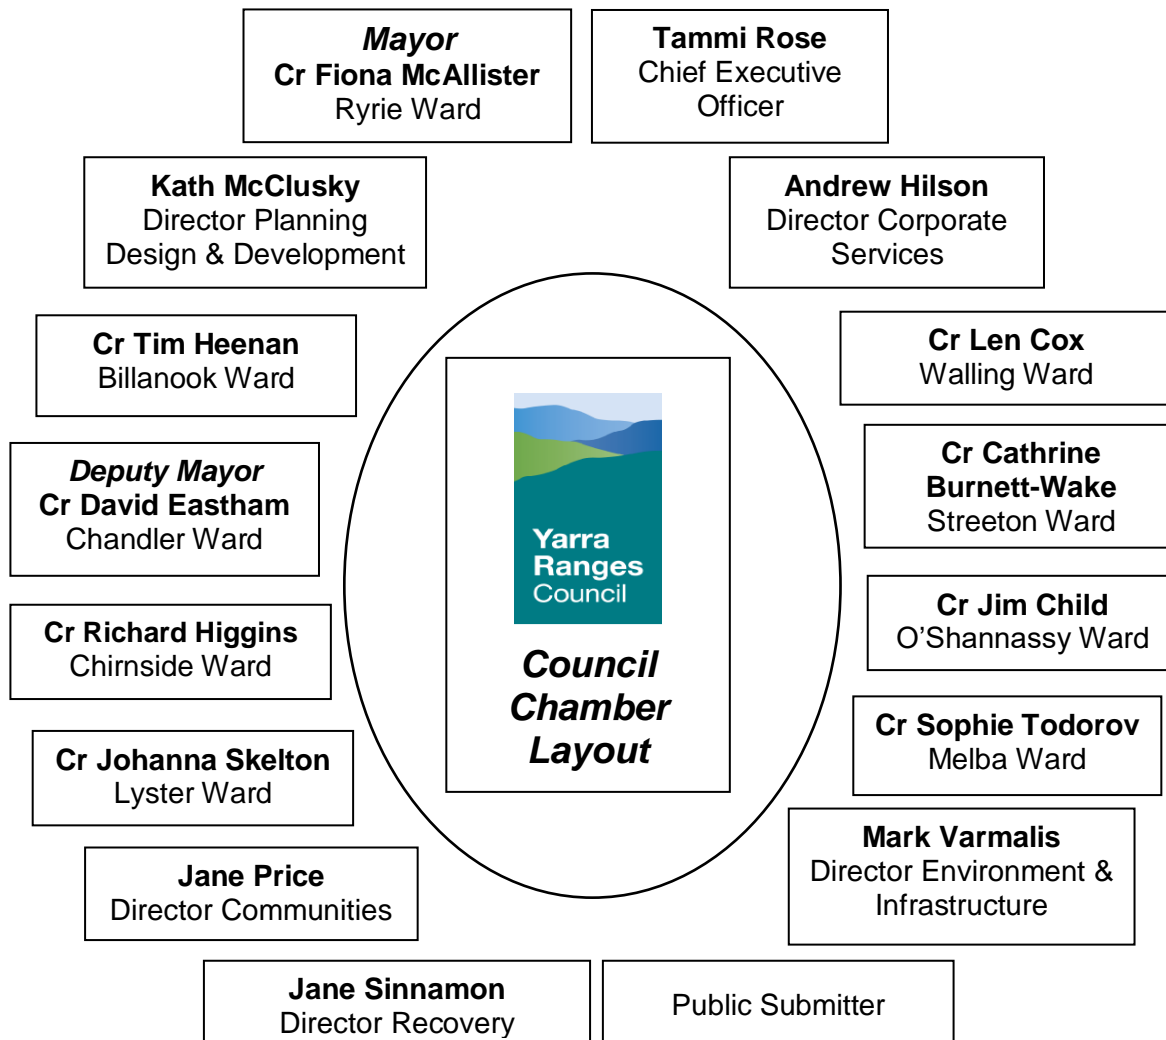 Mayor
Cr Fiona McAllister
Ryrie Ward
Tammi Rose
Chief Executive
Officer
Kath McClusky
Director Planning
Design & Development
Andrew Hilson
Director Corporate
Services
Cr Tim Heenan
Billanook Ward
Cr Len Cox
Walling Ward
Deputy Mayor
Cr David Eastham
Chandler Ward
Cr Cathrine
Burnett-Wake
Streeton Ward
Yarra
Ranges
Council
Council
Chamber
Layout
Cr Richard Higgins
Chirnside Ward
Cr Jim Child
O'Shannassy Ward
Cr Johanna Skelton
Lyster Ward
Cr Sophie Todorov
Melba Ward
Jane Price
Director Communities
Mark Varmalis
Director Environment &
Infrastructure
Jane Sinnamon
Director Recovery
Public Submitter